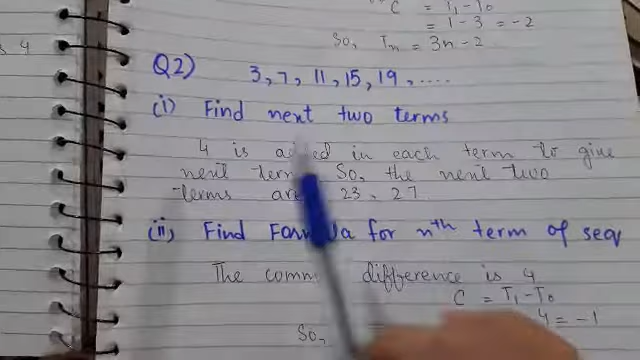 4
C = T₁-T₀
= 1-3 = -2
So, Tₙ = 3n-2
Q2) 3, 7, 11, 15, 19, ....
(i) Find next two terms
4 is added in each term to give
next term. So, the next two
terms are 23, 27
(ii) Find Formula for nᵗʰ term of seq
The common difference is 4
C = T₁-T₀
4 = -1
So,